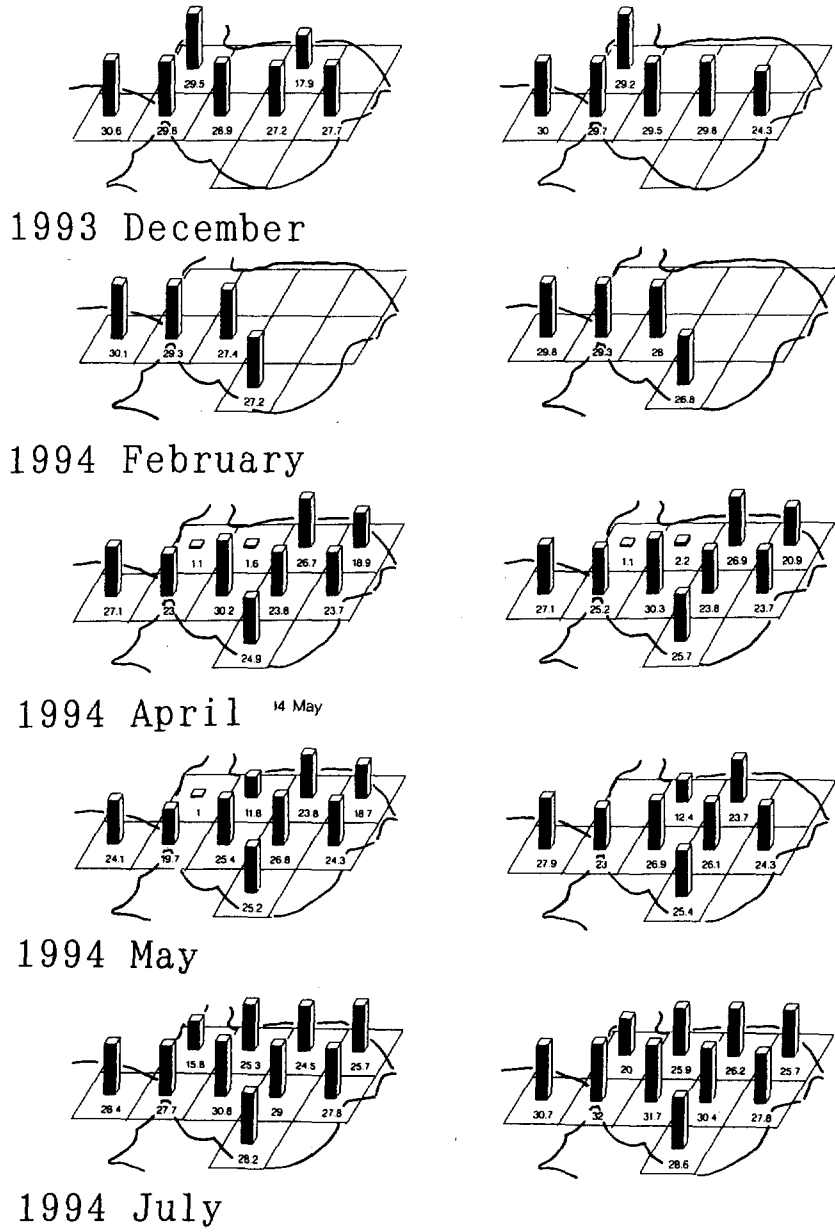 29.5 17.9 29.2
30.6 29.8 26.9 27.2 27.7 30 29.7 29.5 29.8 24.3
1993 December
30.1 29.3 27.4 29.8 29.3 28
27.2 26.8
1994 February
1.1 1.6 26.7 18.9 1.1 2.2 26.9 20.9
27.1 23 30.2 23.8 23.7 27.1 25.2 30.3 23.8 23.7
24.9 25.7
1994 April 94 May
1 11.8 23.8 18.7 12.4 23.7
24.1 19.7 25.4 26.8 24.3 27.9 23 26.9 26.1 24.3
25.2 25.4
1994 May
15.8 25.3 24.5 25.7 20 25.9 26.2 25.7
28.4 27.7 30.8 29 27.8 30.7 32 31.7 30.4 27.8
28.2 28.6
1994 July